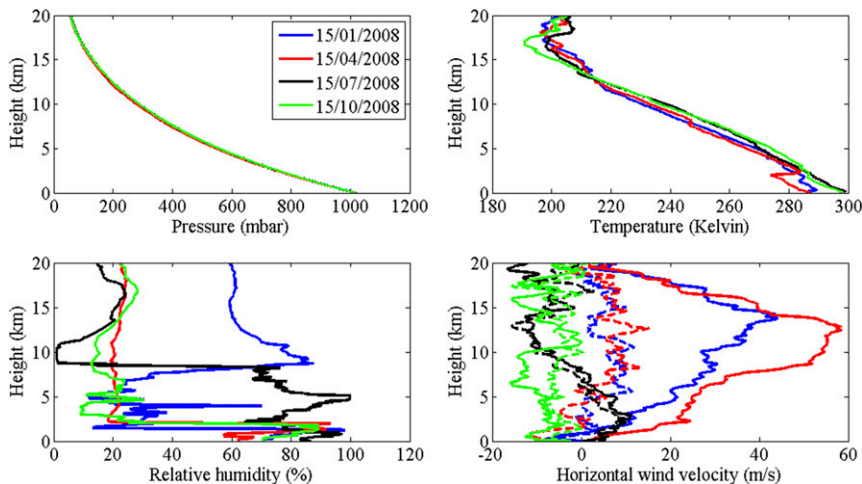 20
15
10
5
0
Height (km)
15/01/2008
15/04/2008
15/07/2008
15/10/2008
0 200 400 600 800 1000 1200
Pressure (mbar)
20
15
10
5
0
Height (km)
180 200 220 240 260 280 300
Temperature (Kelvin)
20
15
10
5
0
Height (km)
0 20 40 60 80 100 120
Relative humidity (%)
20
15
10
5
0
Height (km)
-20 0 20 40 60 80
Horizontal wind velocity (m/s)